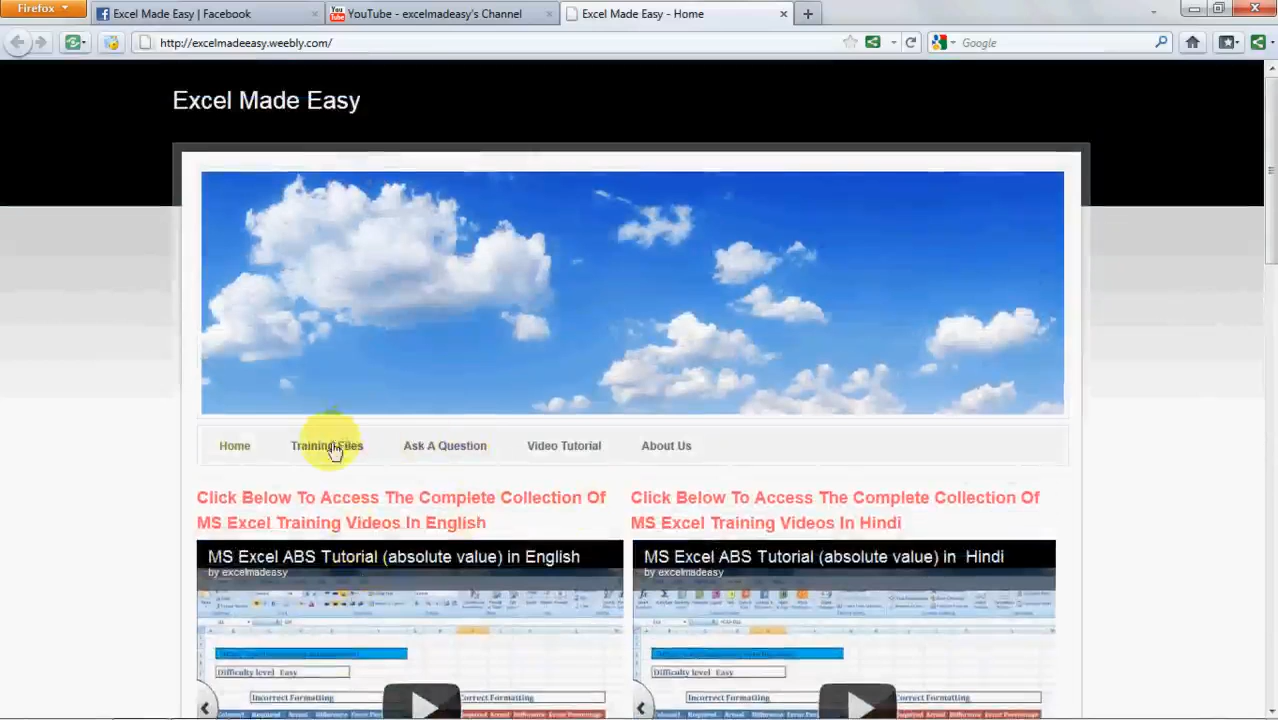 Firefox
Excel Made Easy | Facebook
YouTube - excelmadeasy's Channel
Excel Made Easy - Home
http://excelmadeeasy.weebly.com/
Google
Excel Made Easy
Home
Training Files
Ask A Question
Video Tutorial
About Us
Click Below To Access The Complete Collection Of
MS Excel Training Videos In English
Click Below To Access The Complete Collection Of
MS Excel Training Videos In Hindi
MS Excel ABS Tutorial (absolute value) in English
by excelmadeasy
MS Excel ABS Tutorial (absolute value) in Hindi
by excelmadeasy
Difficulty level Easy
Difficulty level Easy
Incorrect Formatting
Correct Formatting
Incorrect Formatting
Correct Formatting